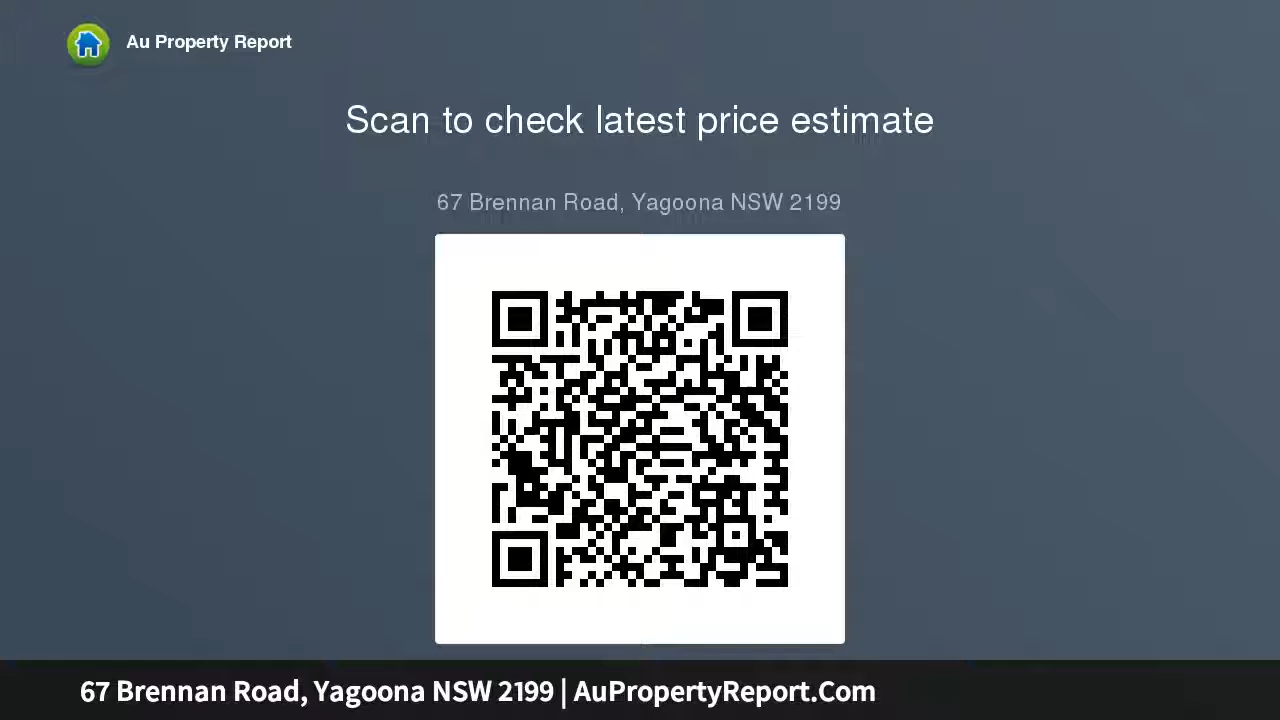 Au Property Report
Scan to check latest price estimate
67 Brennan Road, Yagoona NSW 2199
67 Brennan Road, Yagoona NSW 2199 | AuPropertyReport.Com